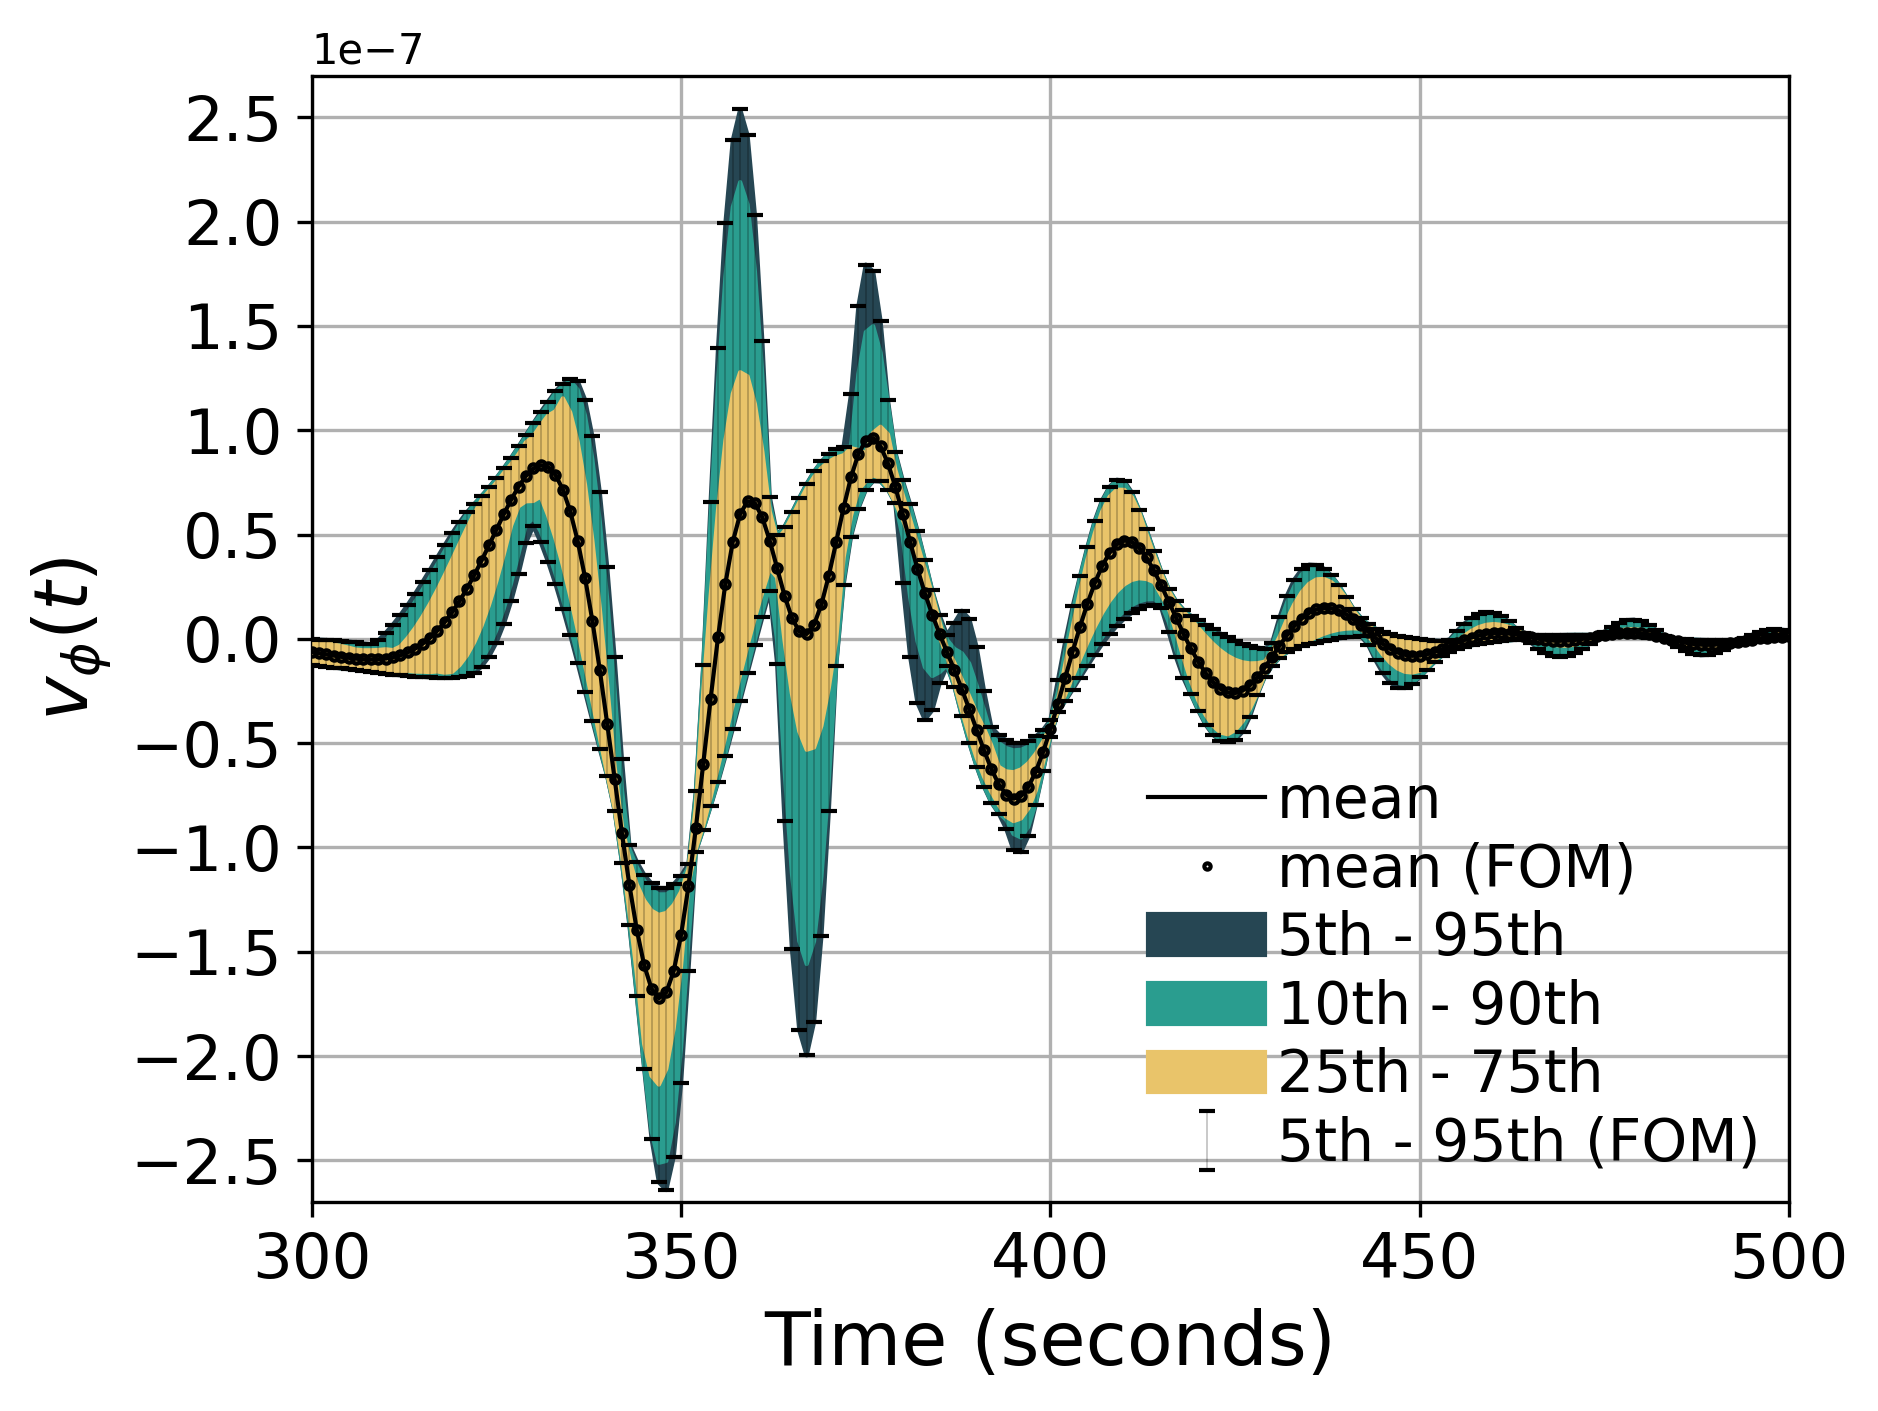 1e−7
2.5
2.0
1.5
1.0
0.5
0.0
−0.5
−1.0
−1.5
−2.0
−2.5
v_ϕ(t)
300 350 400 450 500
Time (seconds)
mean
mean (FOM)
5th - 95th
10th - 90th
25th - 75th
5th - 95th (FOM)